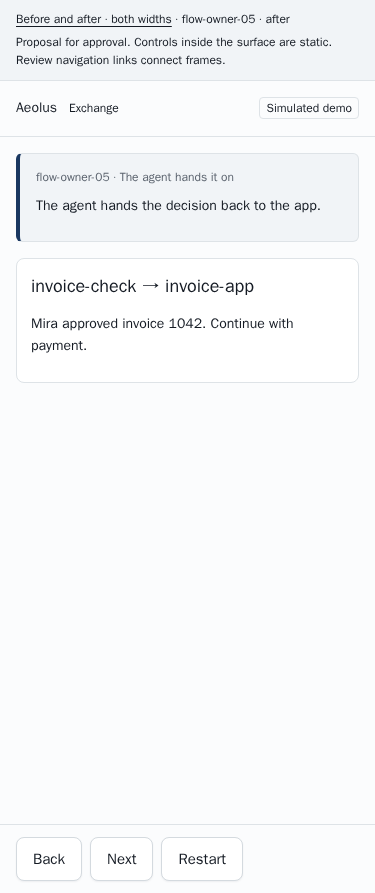 Before and after · both widths · flow-owner-05 · after
Proposal for approval. Controls inside the surface are static.
Review navigation links connect frames.
Aeolus Exchange Simulated demo
flow-owner-05 · The agent hands it on
The agent hands the decision back to the app.
invoice-check → invoice-app
Mira approved invoice 1042. Continue with
payment.
Back Next Restart